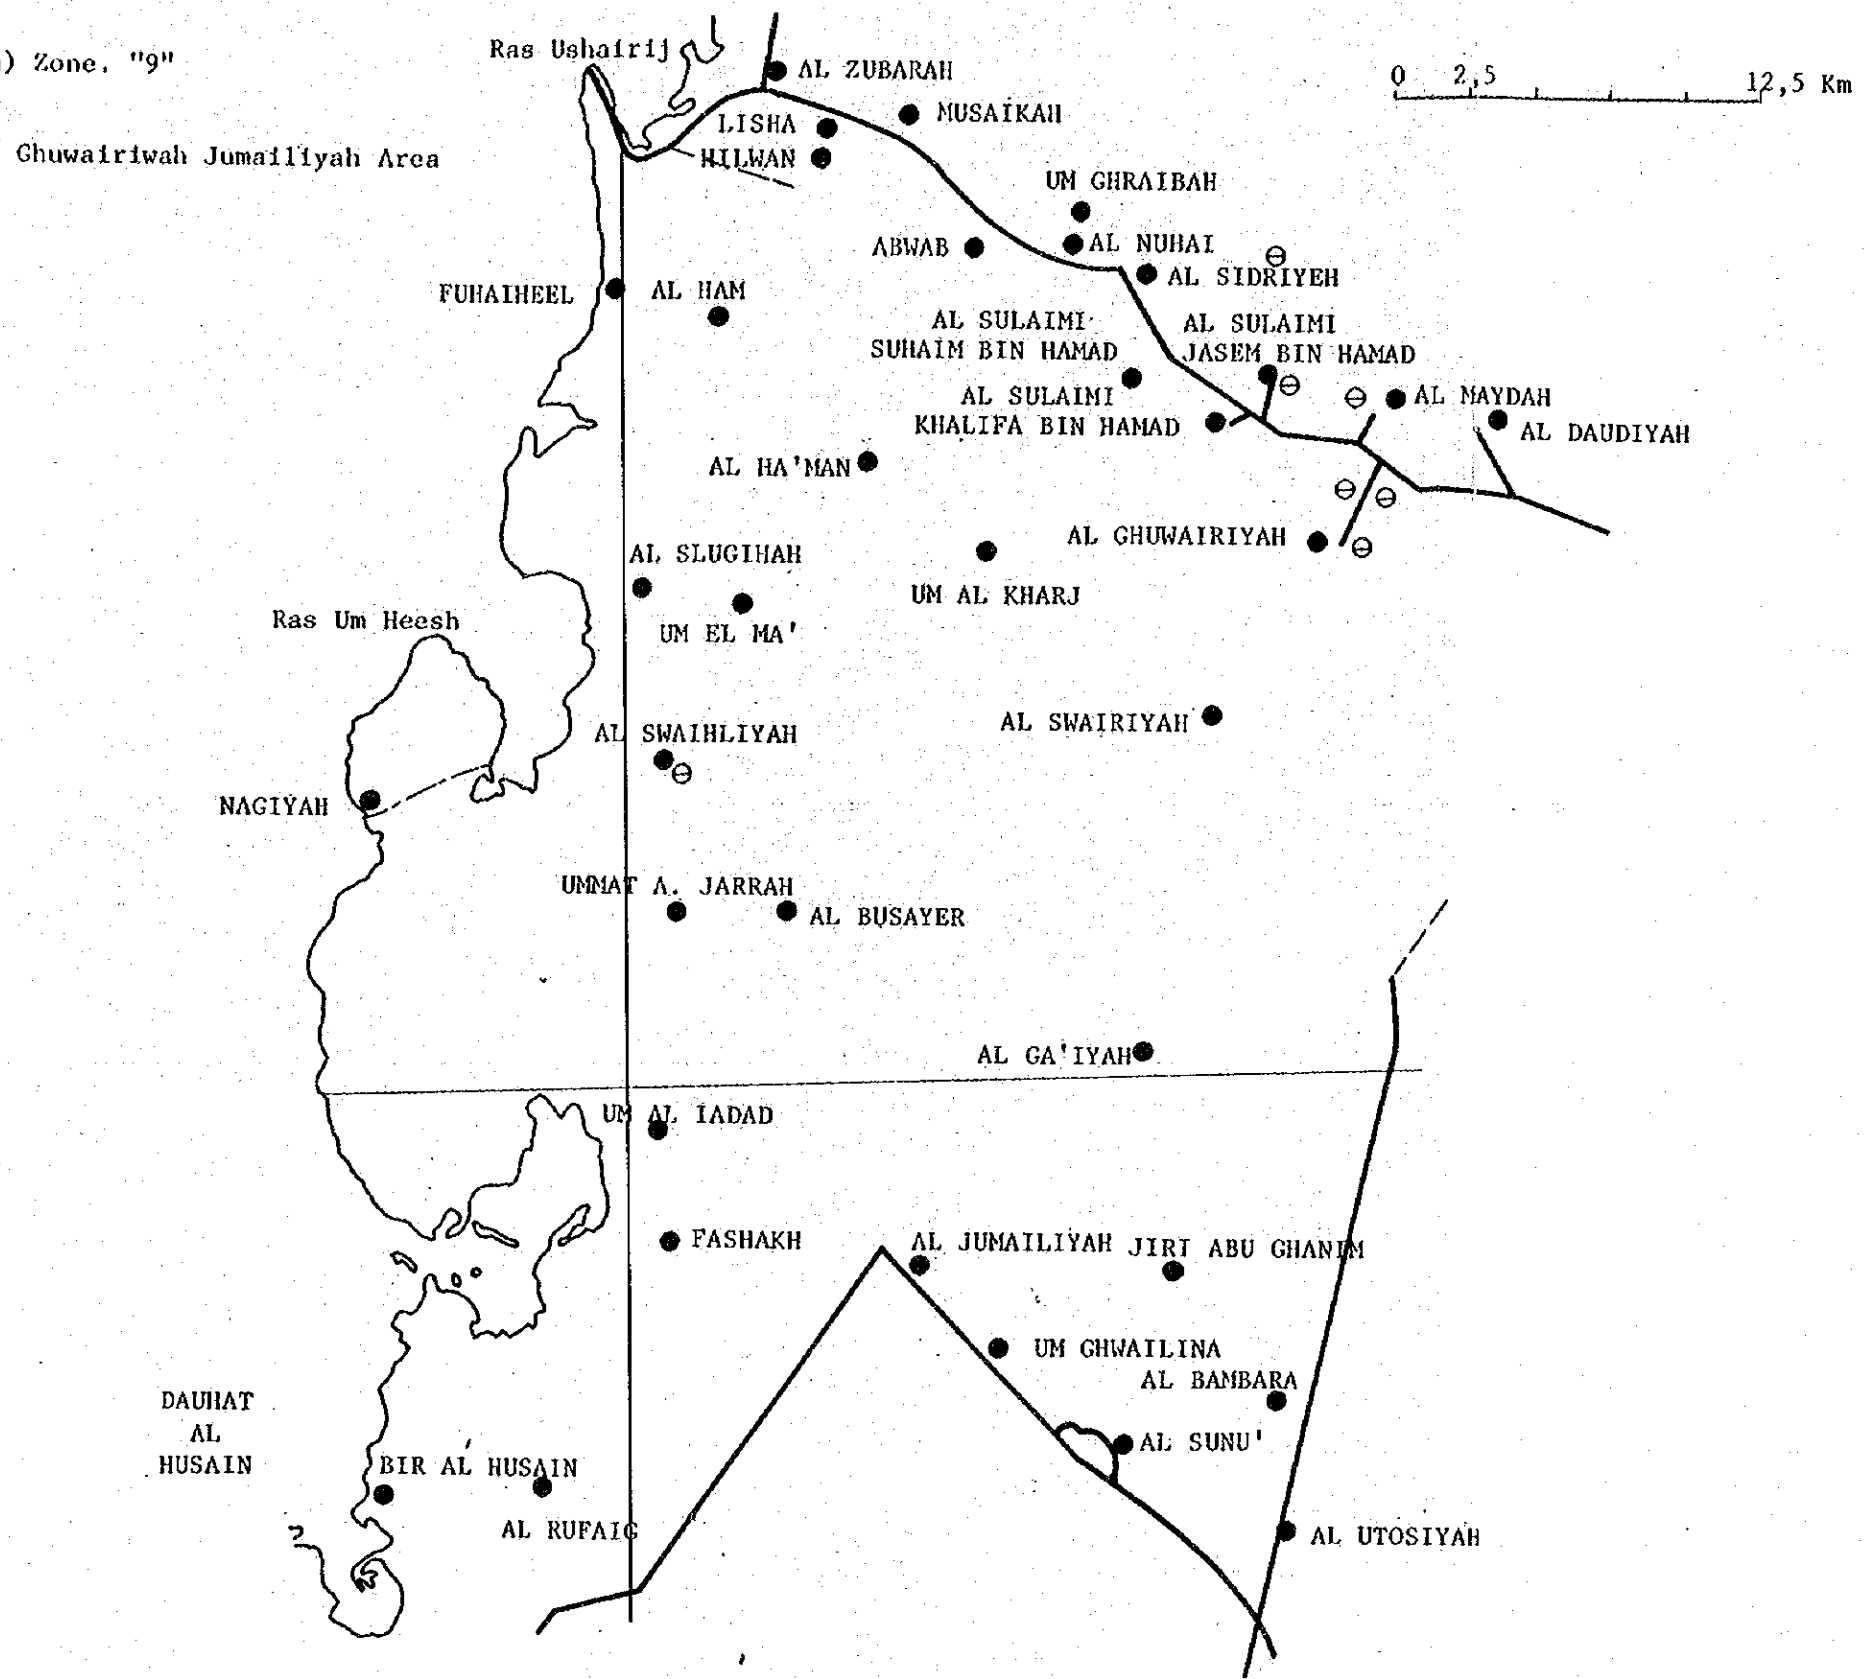 ) Zone. "9"
Ghuwairiwah Jumailiyah Area
0 2,5 12,5 Km
Ras Ushairij
AL ZUBARAH
MUSAIKAH
LISHA
HILWAN
UM GHRAIBAH
ABWAB
AL NUHAI
AL SIDRIYEH
FUHAIHEEL
AL HAM
AL SULAIMI
SUHAIM BIN HAMAD
AL SULAIMI
JASEM BIN HAMAD
AL SULAIMI
KHALIFA BIN HAMAD
AL MAYDAH
AL DAUDIYAH
AL HA'MAN
AL GHUWAIRIYAH
AL SLUGIHAH
UM AL KHARJ
Ras Um Heesh
UM EL MA'
AL SWAIRIYAH
AL SWAIHLIYAH
NAGIYAH
UMMAT A. JARRAH
AL BUSAYER
AL GA'IYAH
UM AL IADAD
FASHAKH
AL JUMAILIYAH
JIRI ABU GHANIM
UM GHWAILINA
AL BAMBARA
DAUHAT
AL
HUSAIN
AL SUNU'
BIR AL HUSAIN
AL RUFAIG
AL UTOSIYAH